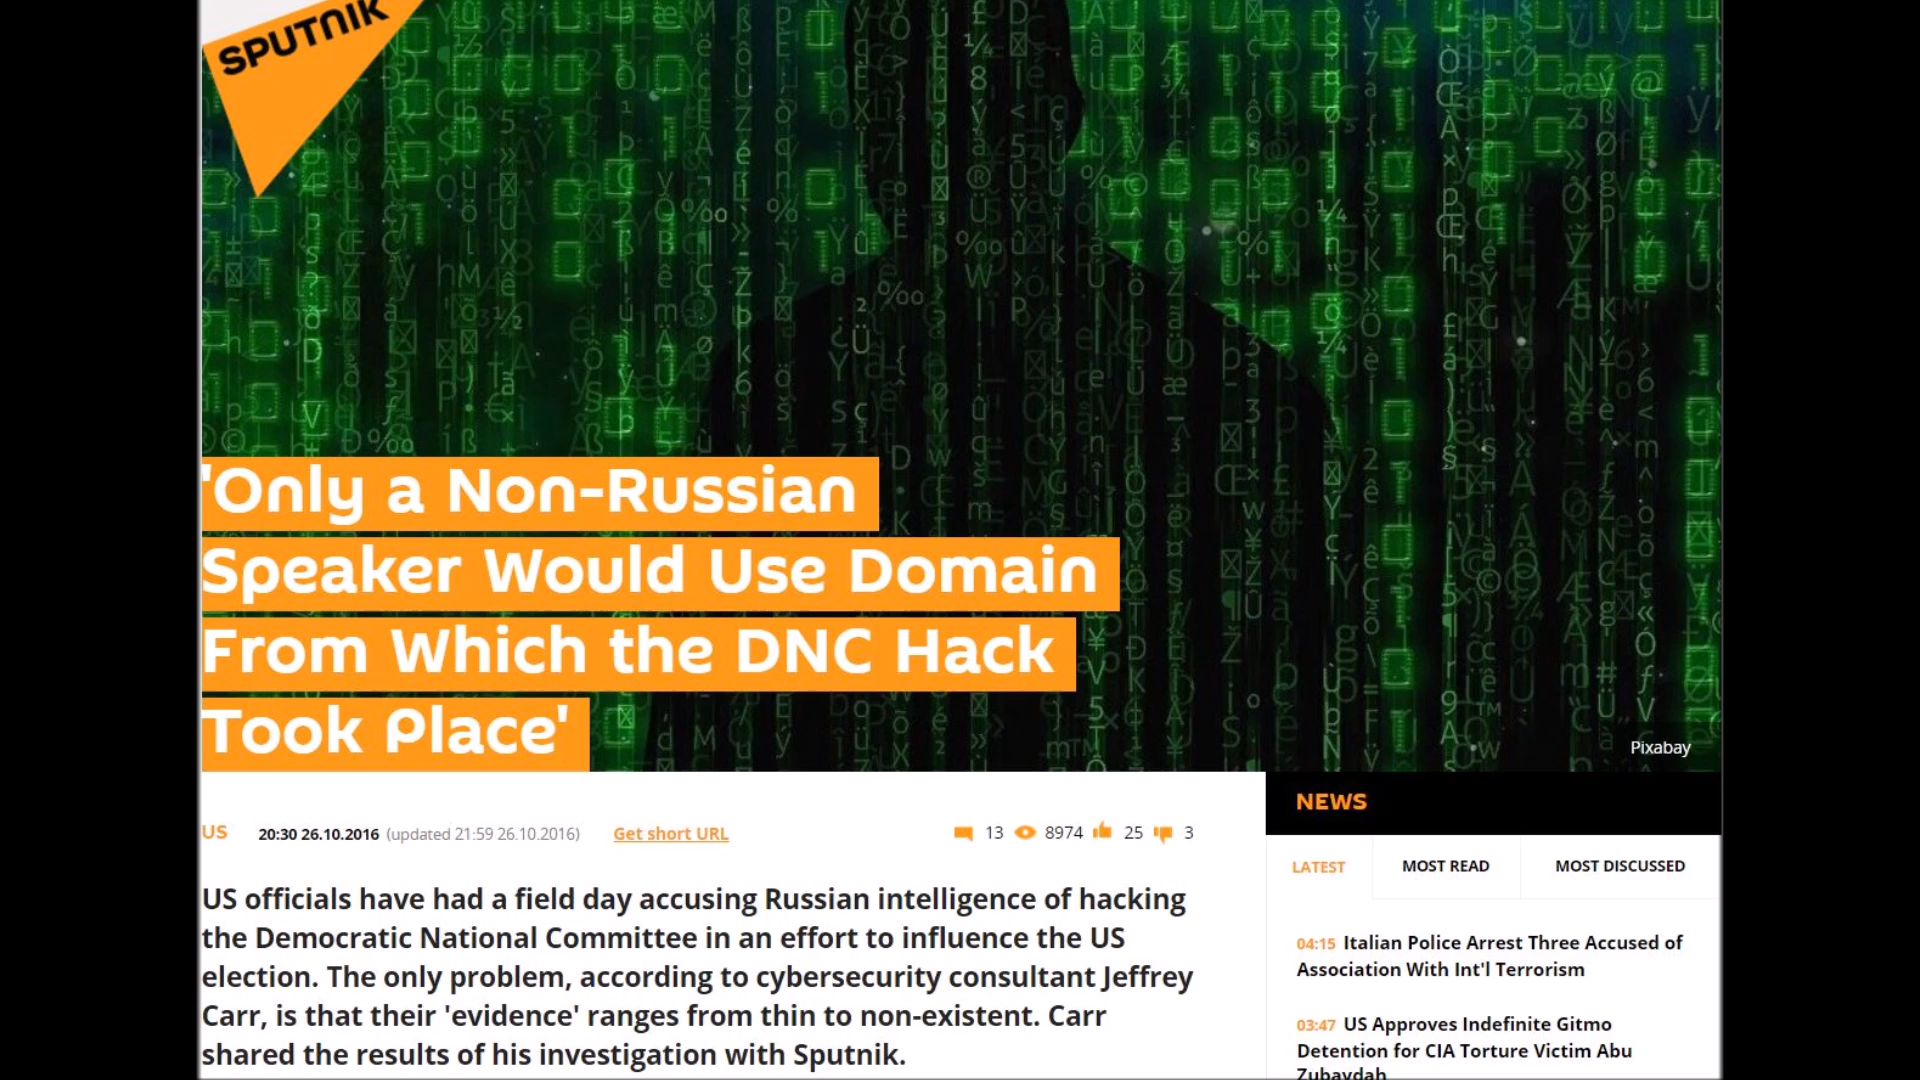 SPUTNIK
'Only a Non-Russian
Speaker Would Use Domain
From Which the DNC Hack
Took Place'
Pixabay
US 20:30 26.10.2016 (updated 21:59 26.10.2016) Get short URL 13 8974 25 3
US officials have had a field day accusing Russian intelligence of hacking
the Democratic National Committee in an effort to influence the US
election. The only problem, according to cybersecurity consultant Jeffrey
Carr, is that their 'evidence' ranges from thin to non-existent. Carr
shared the results of his investigation with Sputnik.
NEWS
LATEST MOST READ MOST DISCUSSED
04:15 Italian Police Arrest Three Accused of
Association With Int'l Terrorism
03:47 US Approves Indefinite Gitmo
Detention for CIA Torture Victim Abu
Zubaydah